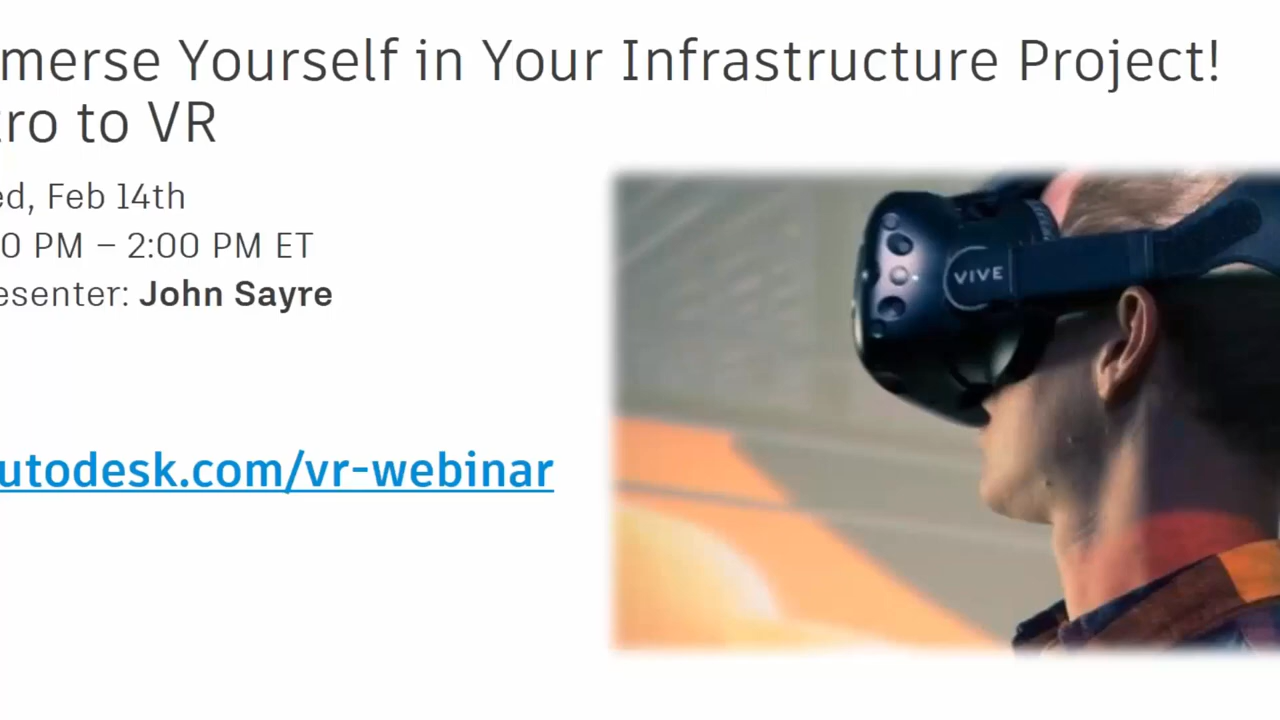 merse Yourself in Your Infrastructure Project!
ro to VR
ed, Feb 14th
0 PM – 2:00 PM ET
esenter: John Sayre
utodesk.com/vr-webinar
VIVE